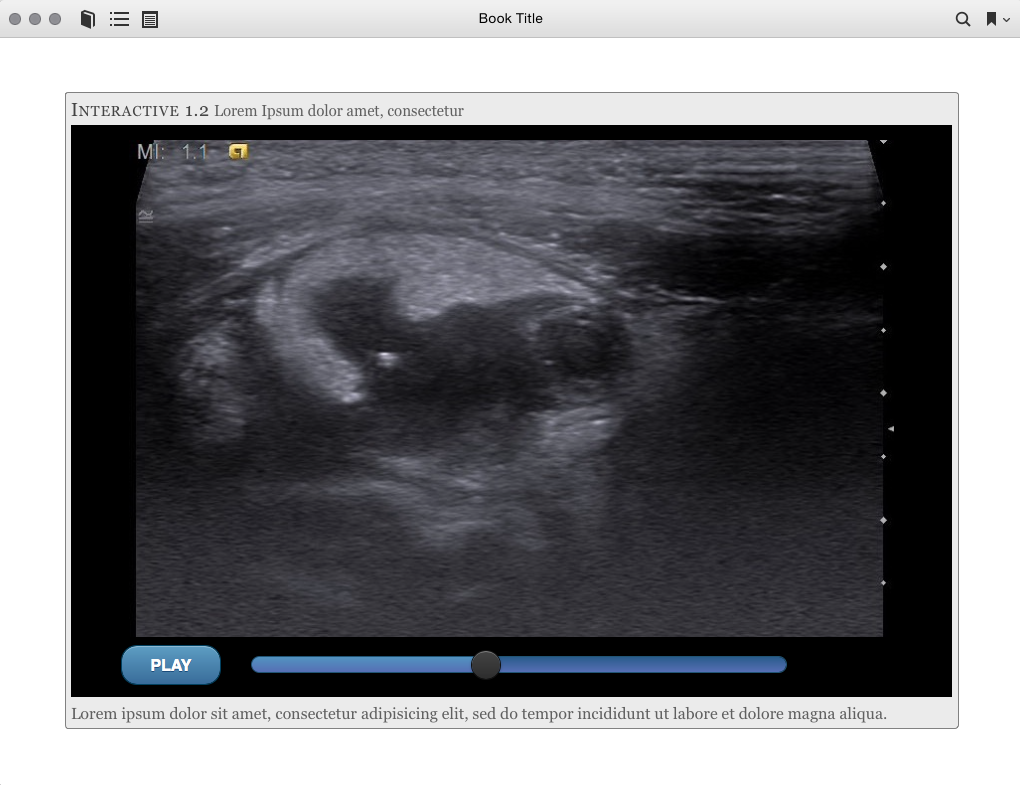 Book Title
INTERACTIVE 1.2 Lorem Ipsum dolor amet, consectetur
MI: 1.1
PLAY
Lorem ipsum dolor sit amet, consectetur adipisicing elit, sed do tempor incididunt ut labore et dolore magna aliqua.